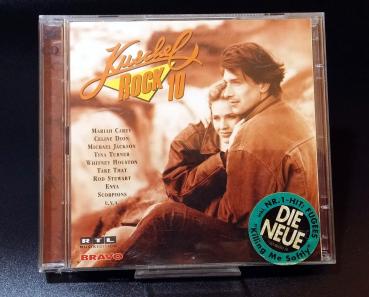 Kuschel
ROCK 10
MARIAH CAREY
CELINE DION
MICHAEL JACKSON
TINA TURNER
WHITNEY HOUSTON
TAKE THAT
ROD STEWART
ENYA
SCORPIONS
U.V.A.
RTL
BRAVO
inkl. NR.1-HIT: FUGEES
DIE
NEUE
"Killing Me Softly"